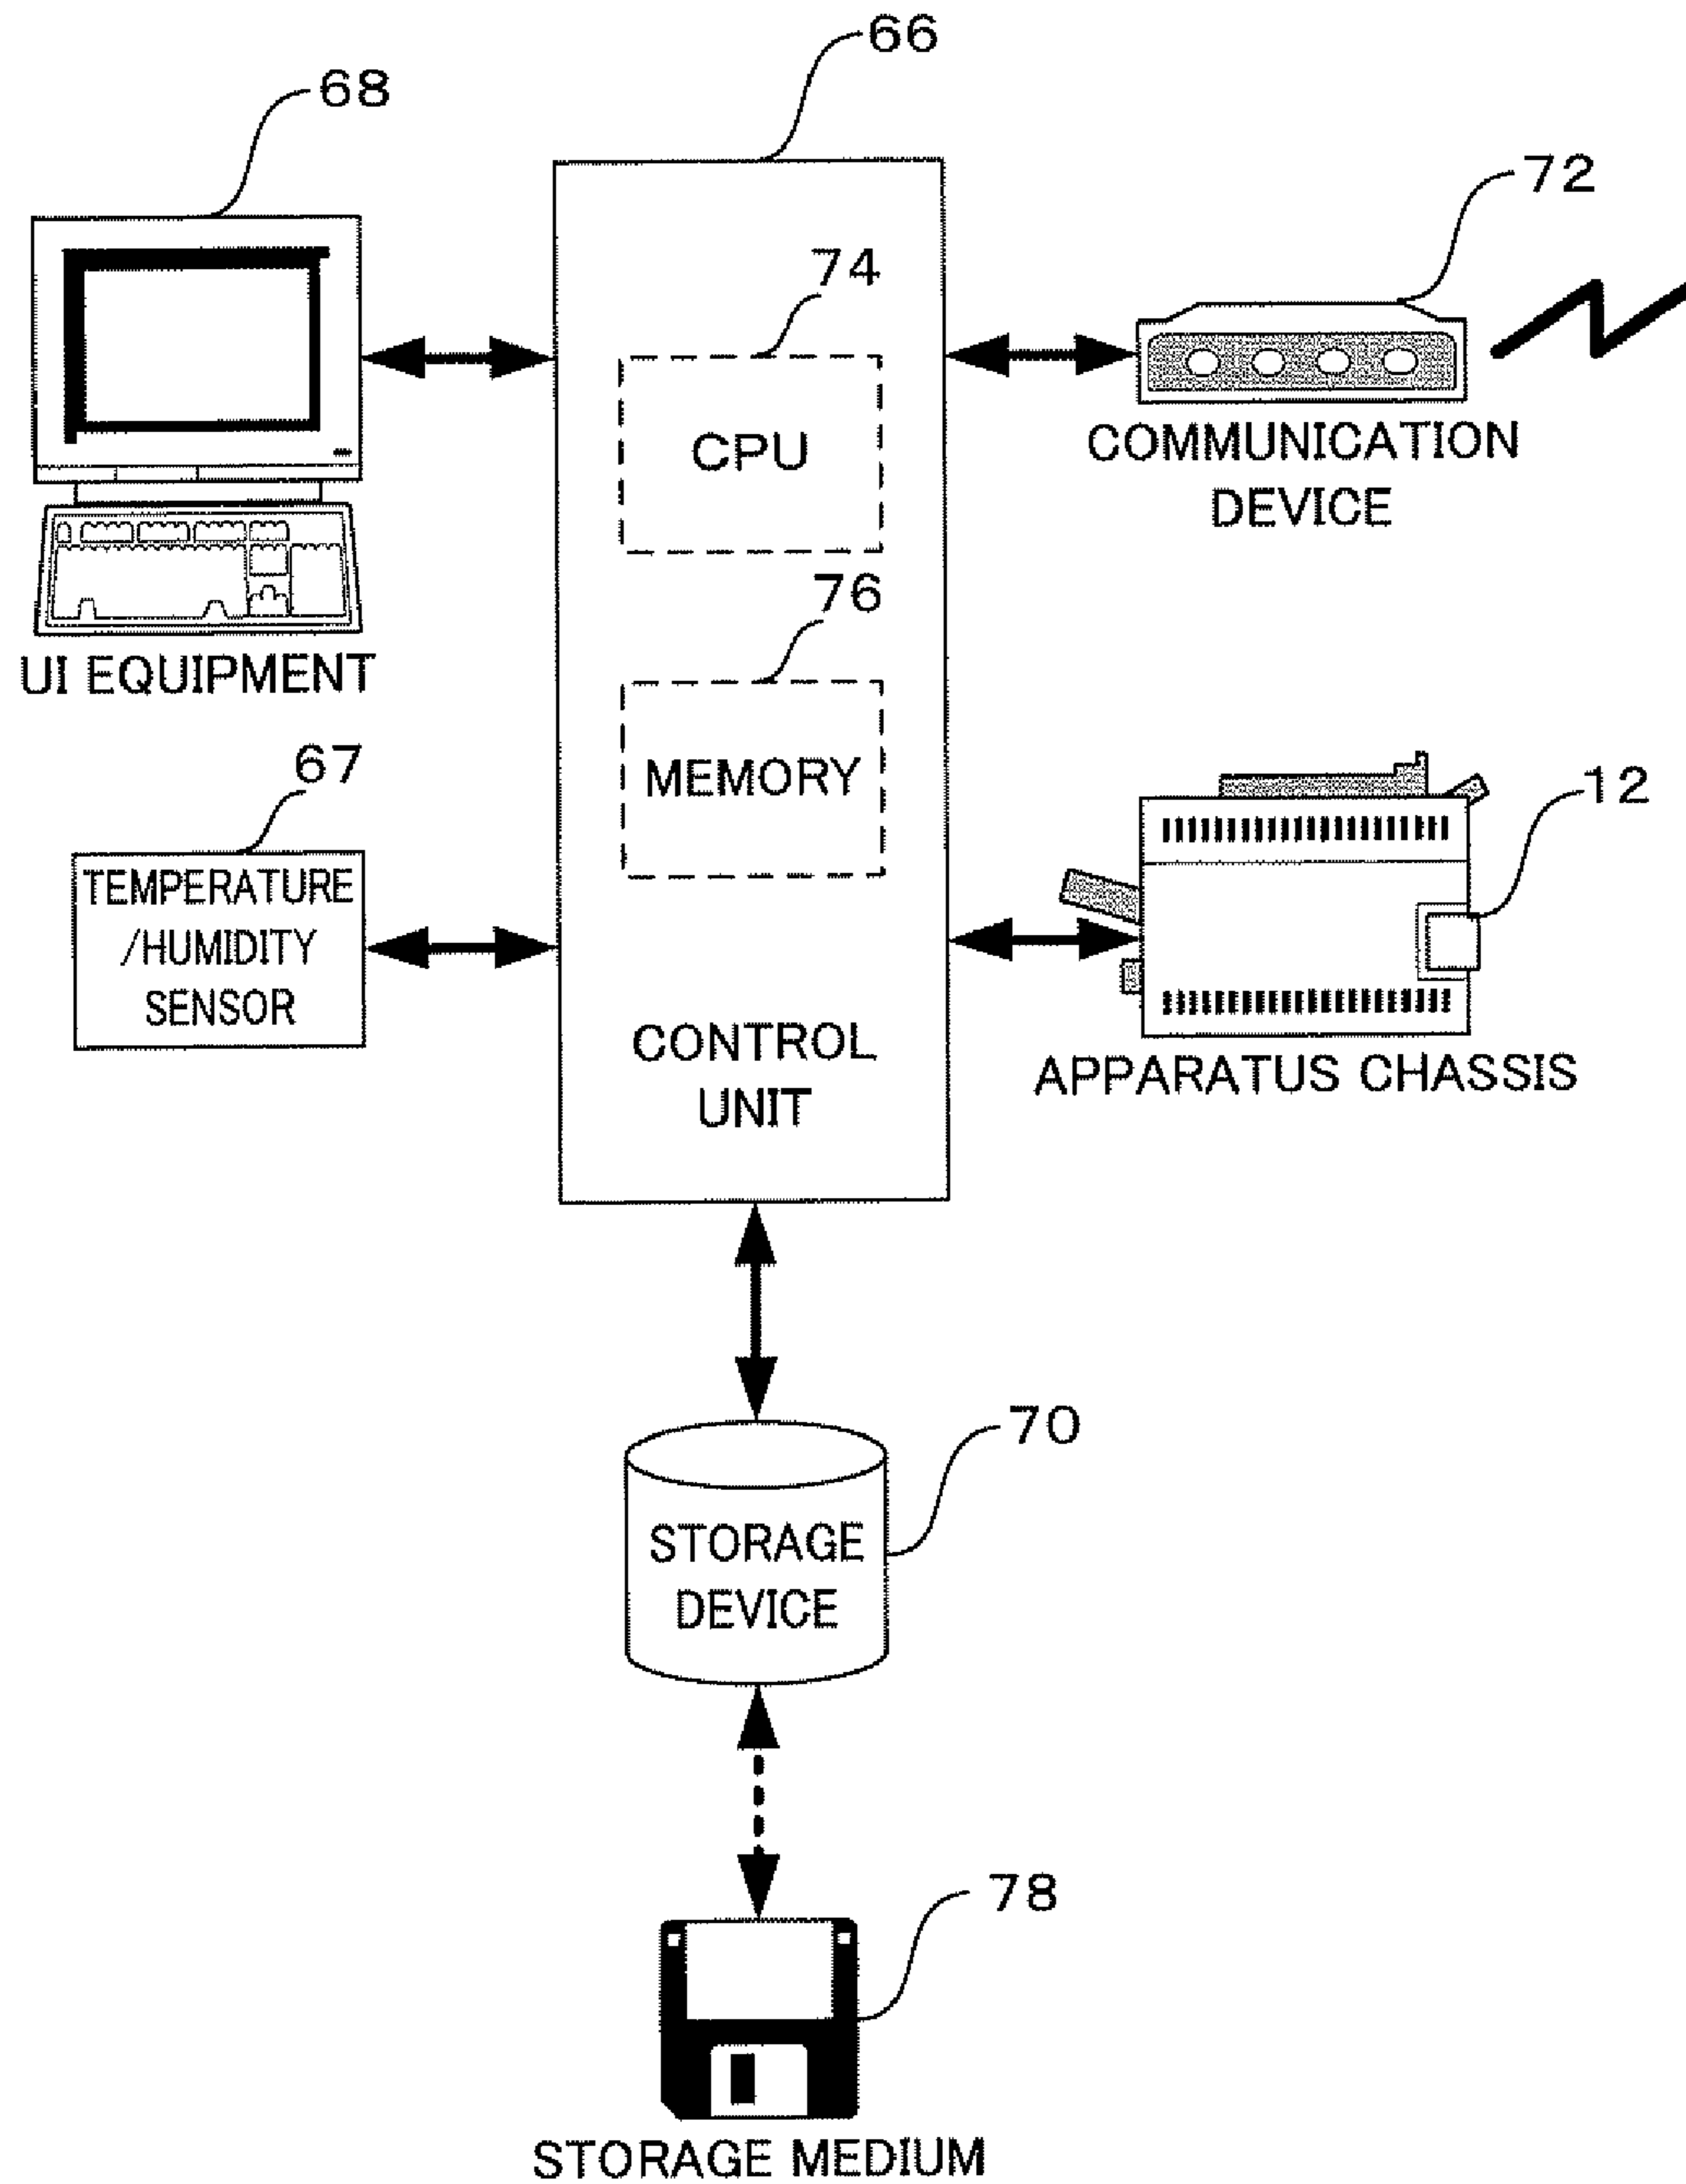 66
68
72
74
CPU
COMMUNICATION
DEVICE
76
UI EQUIPMENT
67
MEMORY
12
TEMPERATURE
/HUMIDITY
SENSOR
CONTROL
UNIT
APPARATUS CHASSIS
70
STORAGE
DEVICE
78
STORAGE MEDIUM